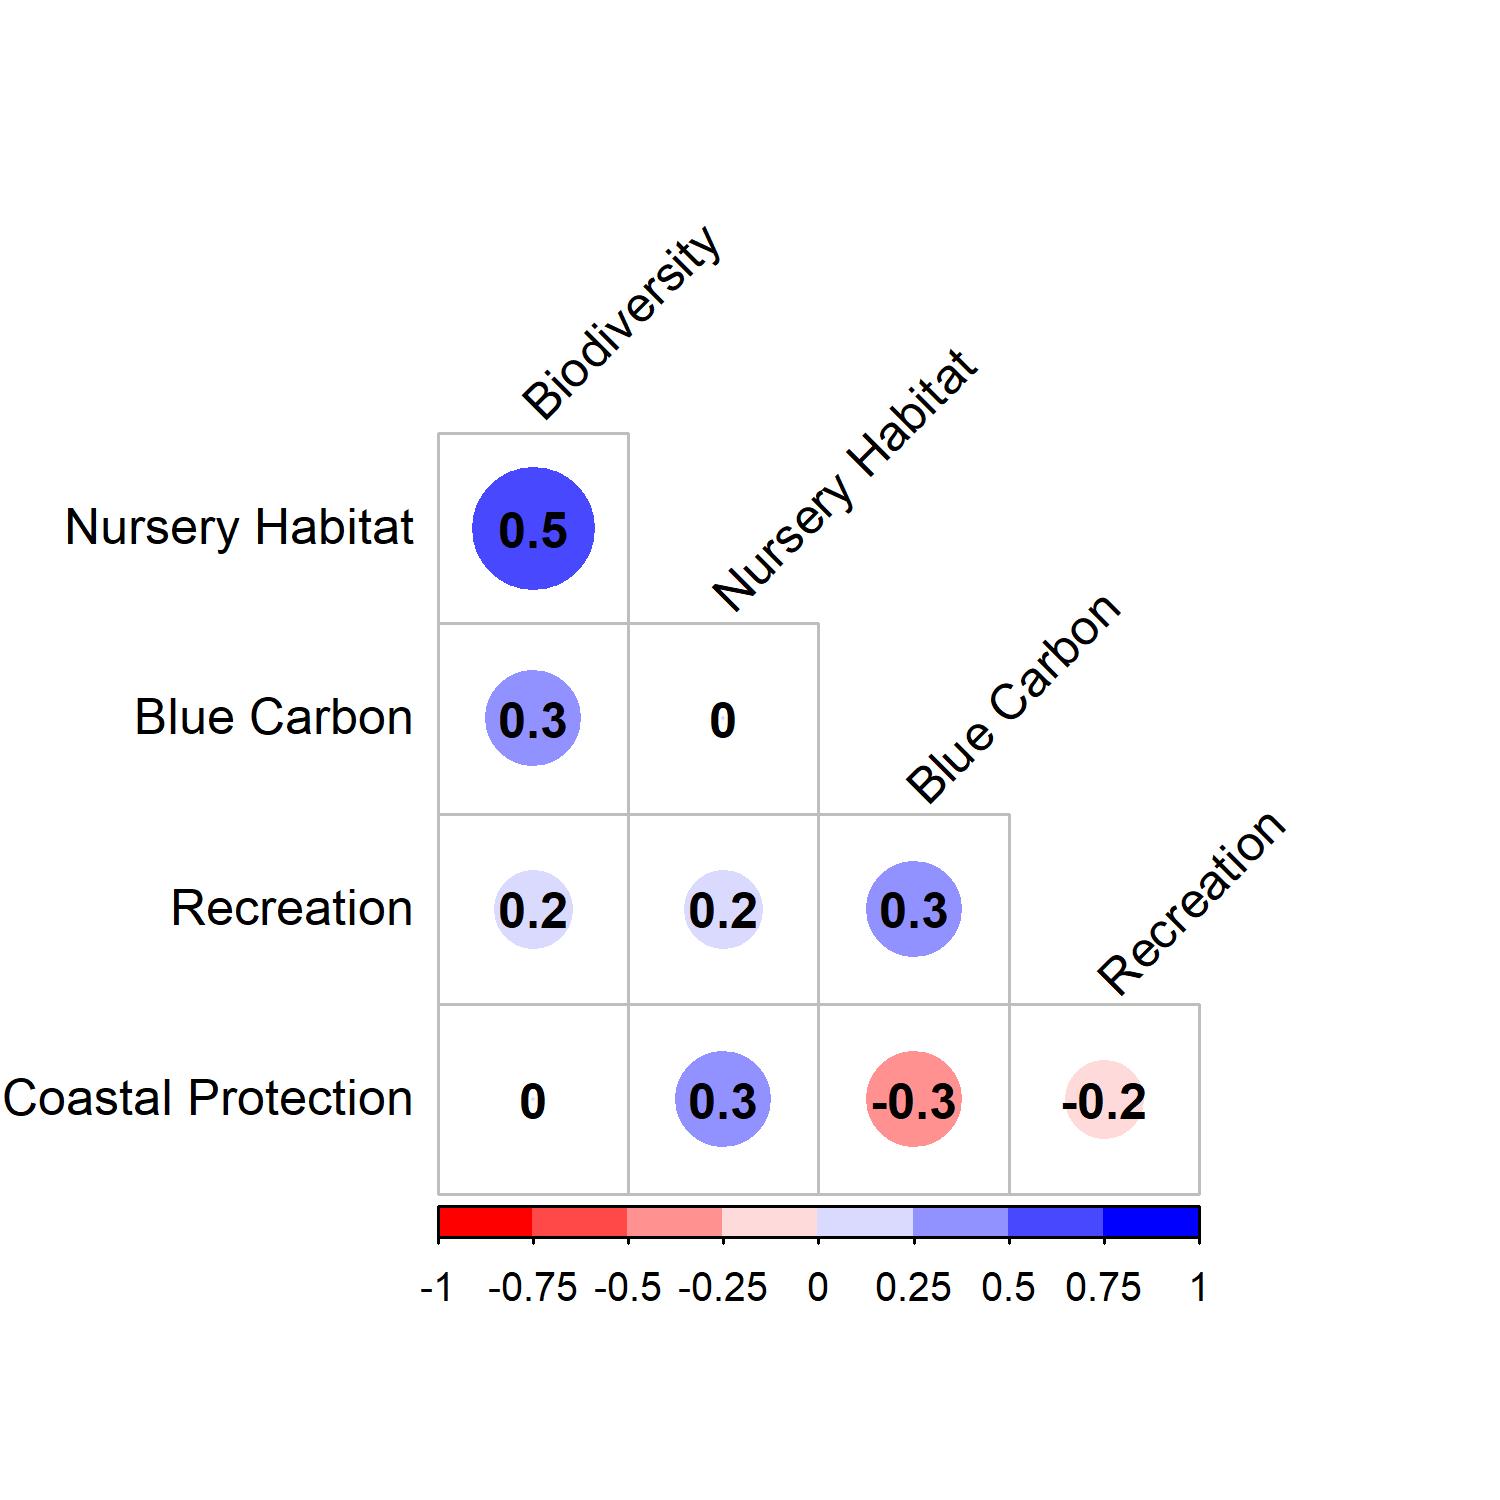 Biodiversity
Nursery Habitat
Nursery Habitat 0.5
Blue Carbon
Blue Carbon 0.3 0
Recreation
Recreation 0.2 0.2 0.3
Coastal Protection 0 0.3 -0.3 -0.2
-1 -0.75 -0.5 -0.25 0 0.25 0.5 0.75 1